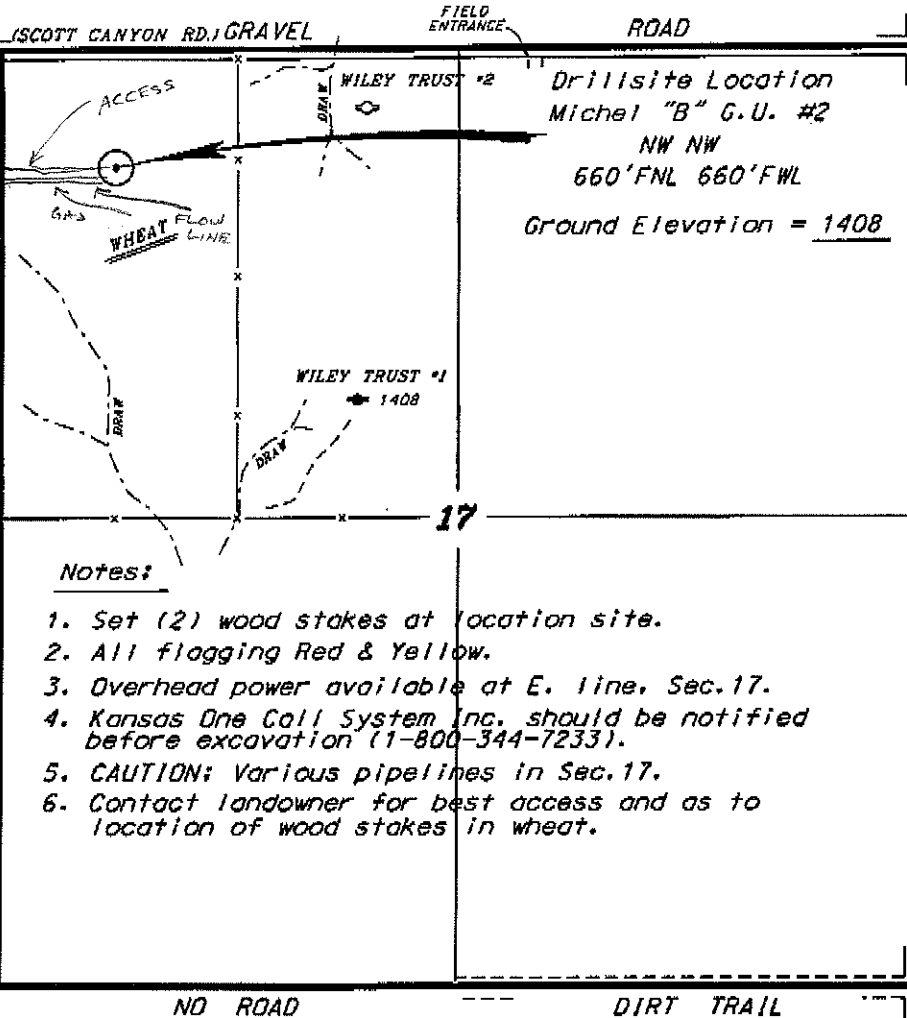 (SCOTT CANYON RD.) GRAVEL
FIELD
ENTRANCE
ROAD
ACCESS
DRAW
WILEY TRUST #2
Drillsite Location
Michel "B" G.U. #2
NW NW
660'FNL 660'FWL
Ground Elevation = 1408
GAS
FLOW
LINE
WHEAT
WILEY TRUST #1
1408
DRAW
DRAW
17
Notes:
1. Set (2) wood stakes at location site.
2. All flagging Red & Yellow.
3. Overhead power available at E. line, Sec.17.
4. Kansas One Call System Inc. should be notified
before excavation (1-800-344-7233).
5. CAUTION: Various pipelines in Sec.17.
6. Contact landowner for best access and as to
location of wood stakes in wheat.
NO ROAD
DIRT TRAIL